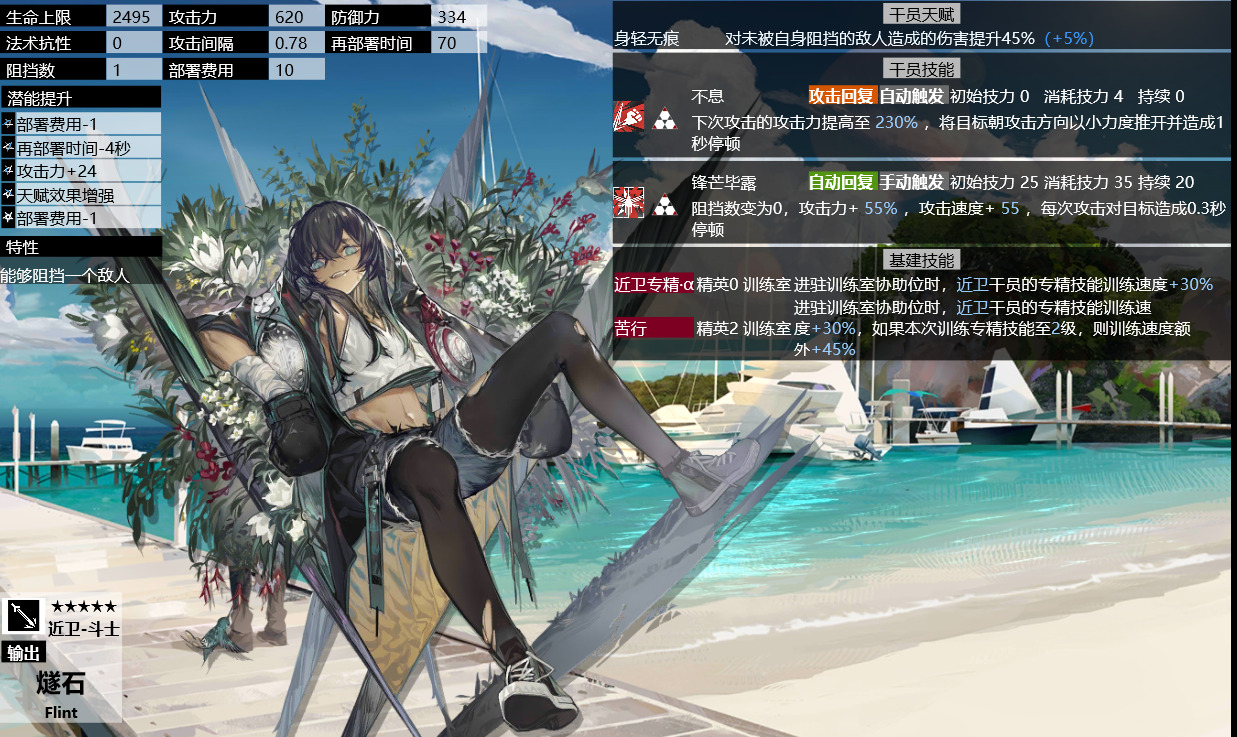 生命上限 2495 攻击力 620 防御力 334
法术抗性 0 攻击间隔 0.78 再部署时间 70
阻挡数 1 部署费用 10
潜能提升
部署费用-1
再部署时间-4秒
攻击力+24
天赋效果增强
部署费用-1
特性
能够阻挡一个敌人
干员天赋
身轻无痕 对未被自身阻挡的敌人造成的伤害提升45%（+5%）
干员技能
不息 攻击回复 自动触发 初始技力 0 消耗技力 4 持续 0
下次攻击的攻击力提高至 230% ，将目标朝攻击方向以小力度推开并造成1
秒停顿
锋芒毕露 自动回复 手动触发 初始技力 25 消耗技力 35 持续 20
阻挡数变为0，攻击力+ 55% ，攻击速度+ 55 ，每次攻击对目标造成0.3秒
停顿
基建技能
近卫专精·α 精英0 训练室 进驻训练室协助位时，近卫干员的专精技能训练速度+30%
进驻训练室协助位时，近卫干员的专精技能训练速
苦行 精英2 训练室 度+30%，如果本次训练专精技能至2级，则训练速度额
外+45%
★★★★★
近卫-斗士
输出
燧石
Flint